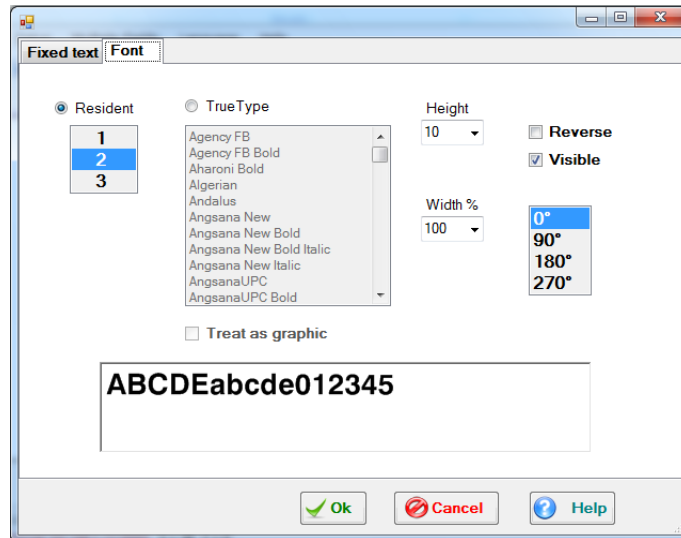 Fixed text Font
Resident
1
2
3
TrueType
Agency FB
Agency FB Bold
Aharoni Bold
Algerian
Andalus
Angsana New
Angsana New Bold
Angsana New Bold Italic
Angsana New Italic
AngsanaUPC
AngsanaUPC Bold
Treat as graphic
Height
10
Width %
100
Reverse
Visible
0°
90°
180°
270°
ABCDEabcde012345
Ok Cancel ? Help